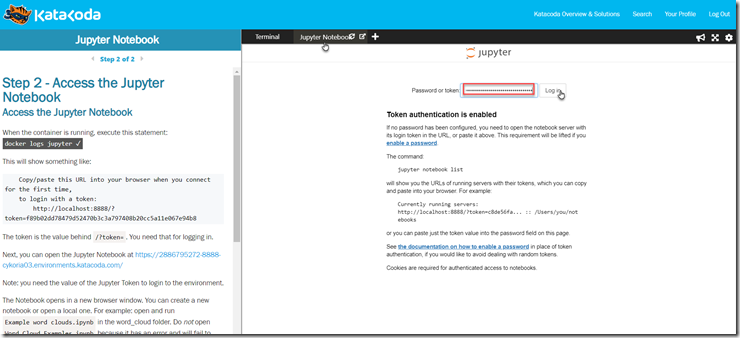 KataKoda
Katacoda Overview & Solutions Search Your Profile Log Out
Jupyter Notebook
Step 2 of 2
Step 2 - Access the Jupyter
Notebook
Access the Jupyter Notebook
When the container is running, execute this statement:
docker logs jupyter ✓
This will show something like:
Copy/paste this URL into your browser when you connect
for the first time,
to login with a token:
http://localhost:8888/?
token=f89b02dd78479d52470b3c3a797408b20cc5a11e067e94b8
The token is the value behind /?token= . You need that for logging in.
Next, you can open the Jupyter Notebook at https://2886795272-8888-
cykoria03.environments.katacoda.com/
Note: you need the value of the Jupyter Token to login to the environment.
The Notebook opens in a new browser window. You can create a new
notebook or open a local one. For example: open and run
Example word clouds.ipynb in the word_cloud folder. Do not open
Word Cloud Examples.ipynb because it has an error and will fail to
Terminal Jupyter Notebook +
jupyter
Password or token: Log in
Token authentication is enabled
If no password has been configured, you need to open the notebook server with
its login token in the URL, or paste it above. This requirement will be lifted if you
enable a password.
The command:
jupyter notebook list
will show you the URLs of running servers with their tokens, which you can copy
and paste into your browser. For example:
Currently running servers:
http://localhost:8888/?token=c8de56fa... :: /Users/you/not
ebooks
or you can paste just the token value into the password field on this page.
See the documentation on how to enable a password in place of token
authentication, if you would like to avoid dealing with random tokens.
Cookies are required for authenticated access to notebooks.